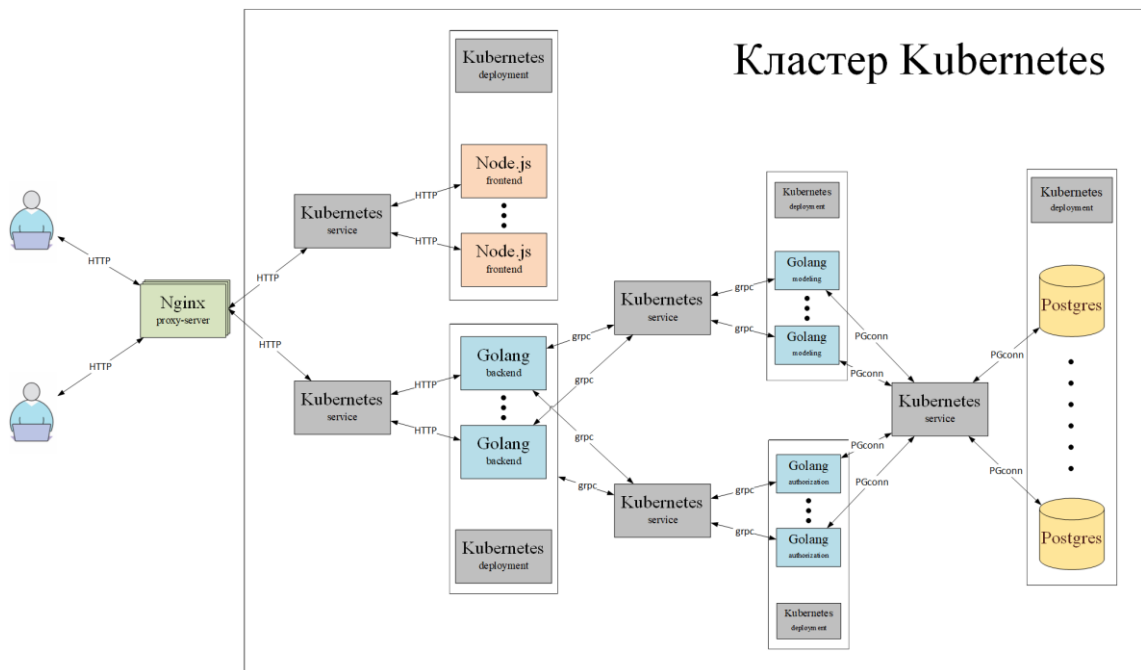 Кластер Kubernetes
Kubernetes
deployment
Node.js
frontend
Node.js
frontend
HTTP
HTTP
Kubernetes
service
HTTP
HTTP
Nginx
proxy-server
HTTP
HTTP
Kubernetes
service
HTTP
HTTP
Golang
backend
Golang
backend
Kubernetes
deployment
grpc
grpc
grpc
grpc
Kubernetes
service
Kubernetes
service
grpc
grpc
grpc
grpc
Kubernetes
deployment
Golang
modeling
Golang
modeling
Golang
authorization
Golang
authorization
Kubernetes
deployment
PGconn
PGconn
PGconn
PGconn
Kubernetes
service
PGconn
PGconn
Kubernetes
deployment
Postgres
Postgres